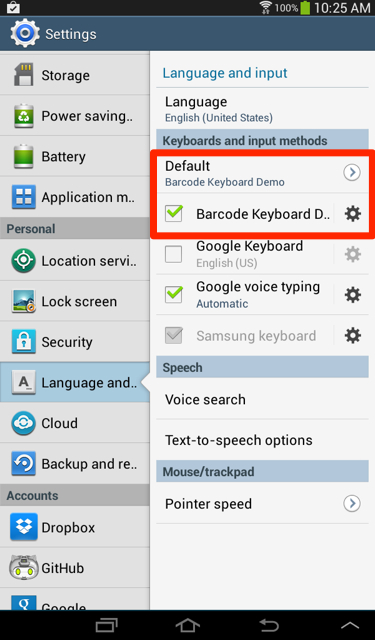 100% 10:25 AM
Settings
Storage
Power saving..
Battery
Application m..
Personal
Location servi..
Lock screen
Security
Language and..
Cloud
Backup and re..
Accounts
Dropbox
GitHub
Google
Language and input
Language
English (United States)
Keyboards and input methods
Default
Barcode Keyboard Demo
Barcode Keyboard D..
Google Keyboard
English (US)
Google voice typing
Automatic
Samsung keyboard
Speech
Voice search
Text-to-speech options
Mouse/trackpad
Pointer speed